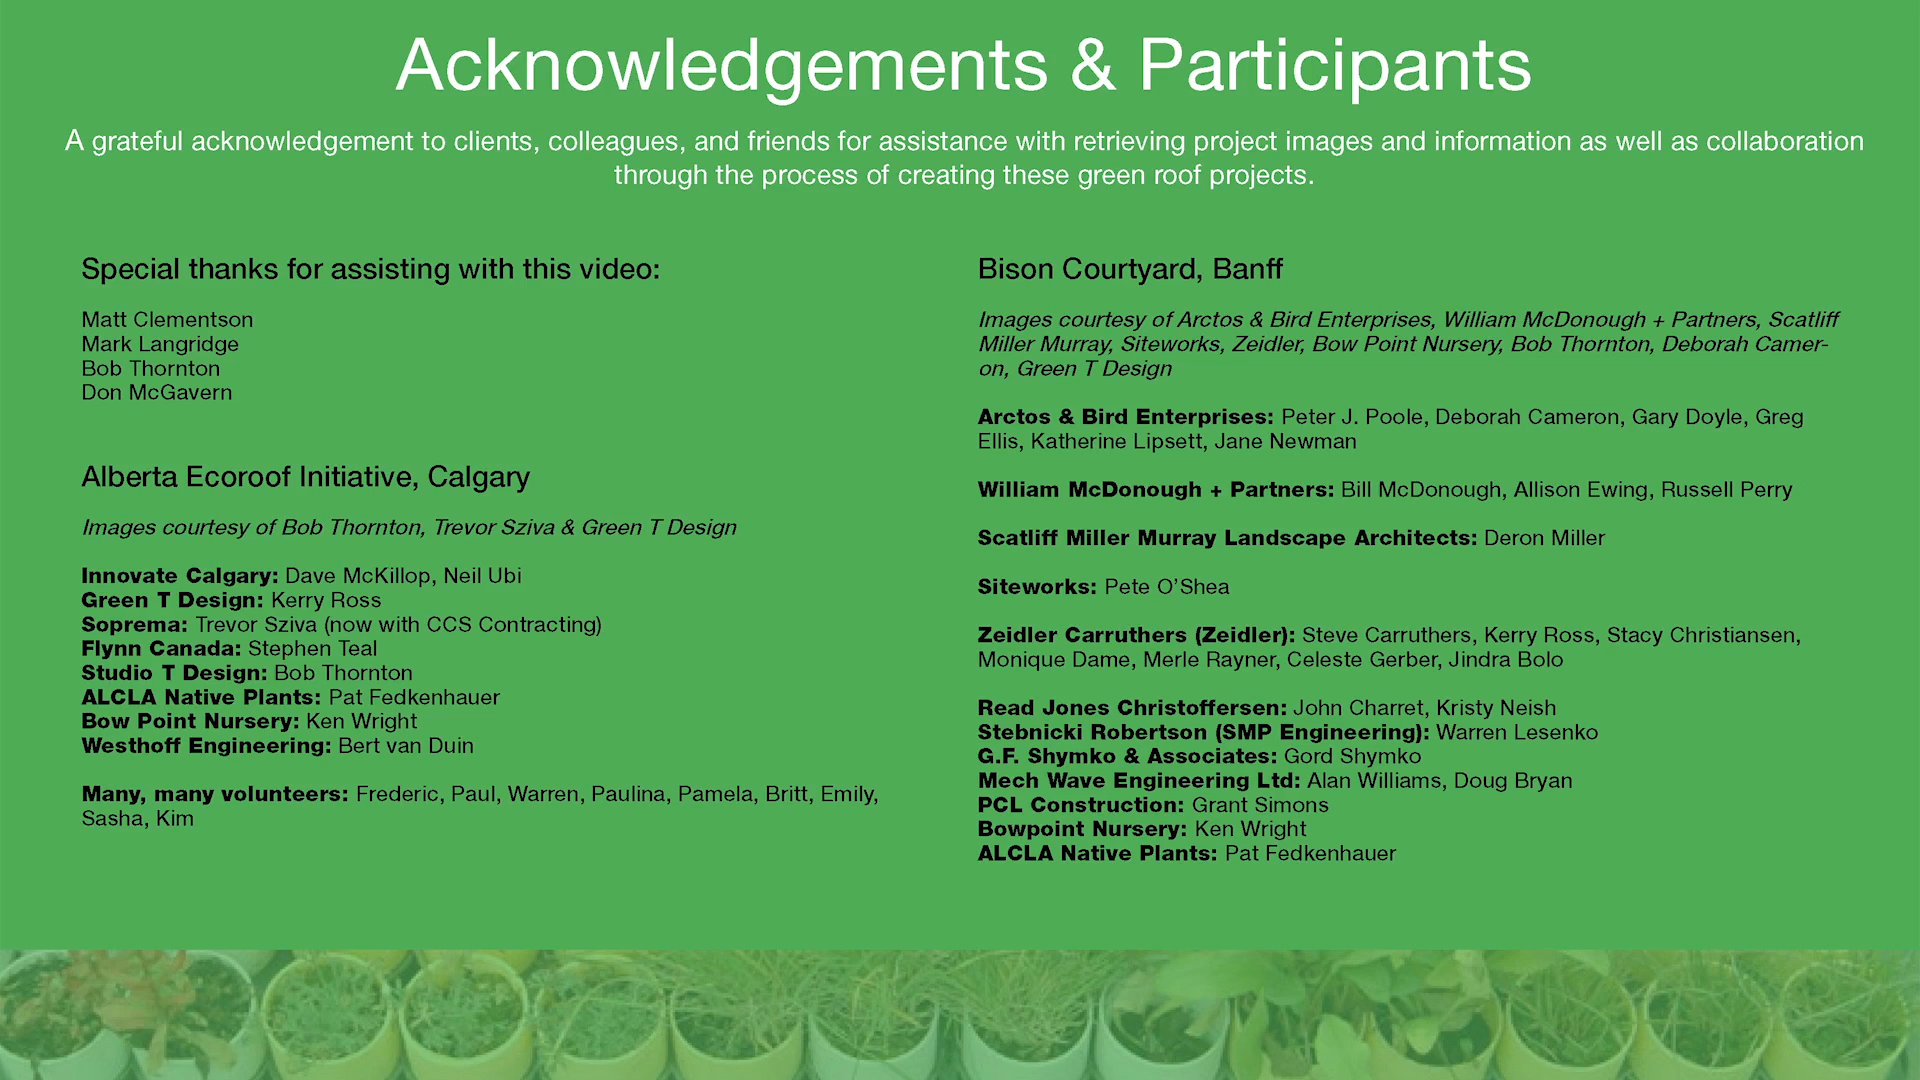 Acknowledgements & Participants
A grateful acknowledgement to clients, colleagues, and friends for assistance with retrieving project images and information as well as collaboration
through the process of creating these green roof projects.
Special thanks for assisting with this video:
Matt Clementson
Mark Langridge
Bob Thornton
Don McGavern
Alberta Ecoroof Initiative, Calgary
Images courtesy of Bob Thornton, Trevor Sziva & Green T Design
Innovate Calgary: Dave McKillop, Neil Ubi
Green T Design: Kerry Ross
Soprema: Trevor Sziva (now with CCS Contracting)
Flynn Canada: Stephen Teal
Studio T Design: Bob Thornton
ALCLA Native Plants: Pat Fedkenhauer
Bow Point Nursery: Ken Wright
Westhoff Engineering: Bert van Duin
Many, many volunteers: Frederic, Paul, Warren, Paulina, Pamela, Britt, Emily,
Sasha, Kim
Bison Courtyard, Banff
Images courtesy of Arctos & Bird Enterprises, William McDonough + Partners, Scatliff
Miller Murray, Siteworks, Zeidler, Bow Point Nursery, Bob Thornton, Deborah Camer-
on, Green T Design
Arctos & Bird Enterprises: Peter J. Poole, Deborah Cameron, Gary Doyle, Greg
Ellis, Katherine Lipsett, Jane Newman
William McDonough + Partners: Bill McDonough, Allison Ewing, Russell Perry
Scatliff Miller Murray Landscape Architects: Deron Miller
Siteworks: Pete O'Shea
Zeidler Carruthers (Zeidler): Steve Carruthers, Kerry Ross, Stacy Christiansen,
Monique Dame, Merle Rayner, Celeste Gerber, Jindra Bolo
Read Jones Christoffersen: John Charret, Kristy Neish
Stebnicki Robertson (SMP Engineering): Warren Lesenko
G.F. Shymko & Associates: Gord Shymko
Mech Wave Engineering Ltd: Alan Williams, Doug Bryan
PCL Construction: Grant Simons
Bowpoint Nursery: Ken Wright
ALCLA Native Plants: Pat Fedkenhauer